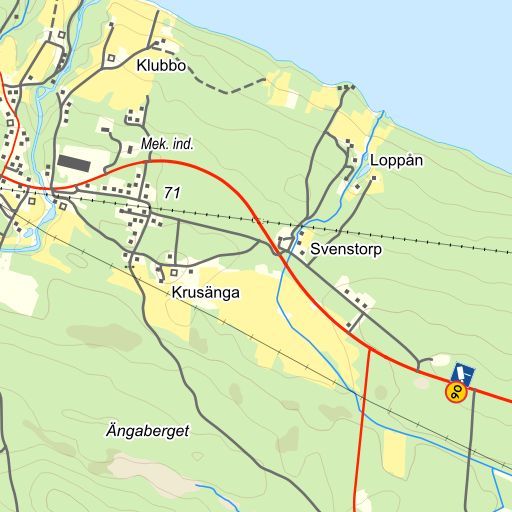 Klubbo
Mek. ind.
Loppån
71
Svenstorp
Krusänga
90
Ängaberget